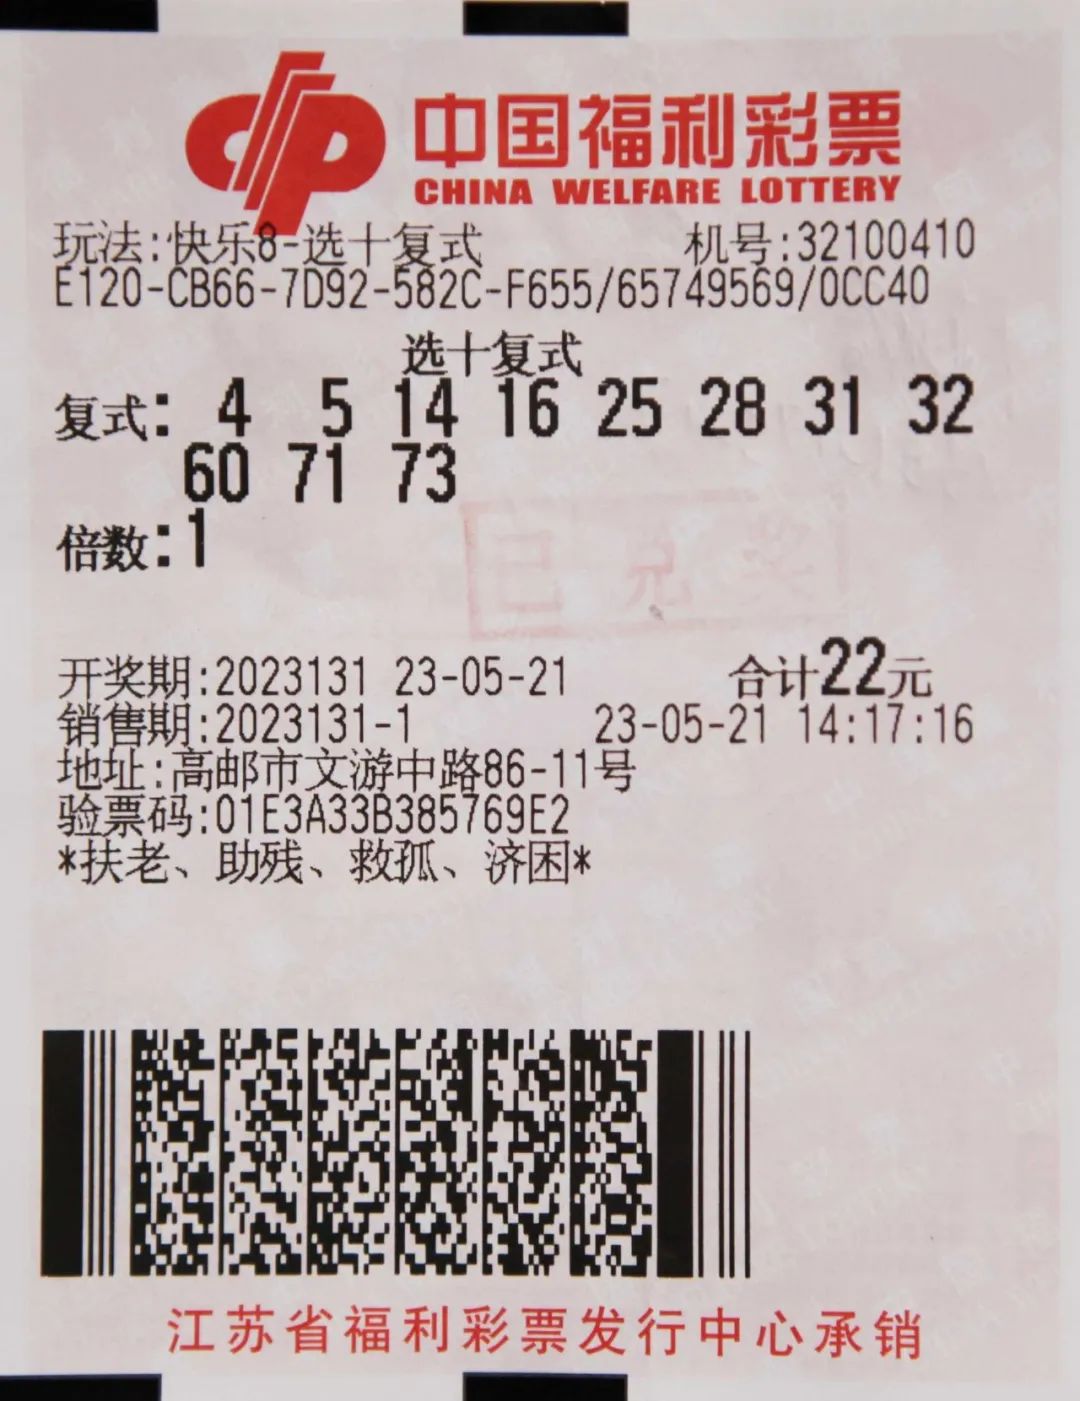 中国福利彩票
CHINA WELFARE LOTTERY
玩法:快乐8-选十复式 机号:32100410
E120-CB66-7D92-582C-F655/65749569/0CC40
选十复式
复式: 4 5 14 16 25 28 31 32
60 71 73
倍数:1
已兑奖
开奖期:2023131 23-05-21 合计22元
销售期:2023131-1 23-05-21 14:17:16
地址:高邮市文游中路86-11号
验票码:01E3A33B385769E2
*扶老、助残、救孤、济困*
江苏省福利彩票发行中心承销